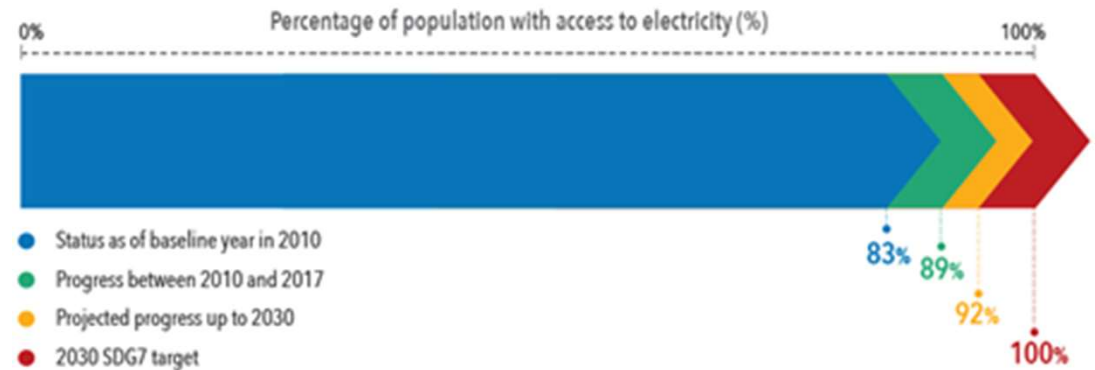 Percentage of population with access to electricity (%)
0%
100%
Status as of baseline year in 2010
Progress between 2010 and 2017
Projected progress up to 2030
2030 SDG7 target
83%
89%
92%
100%